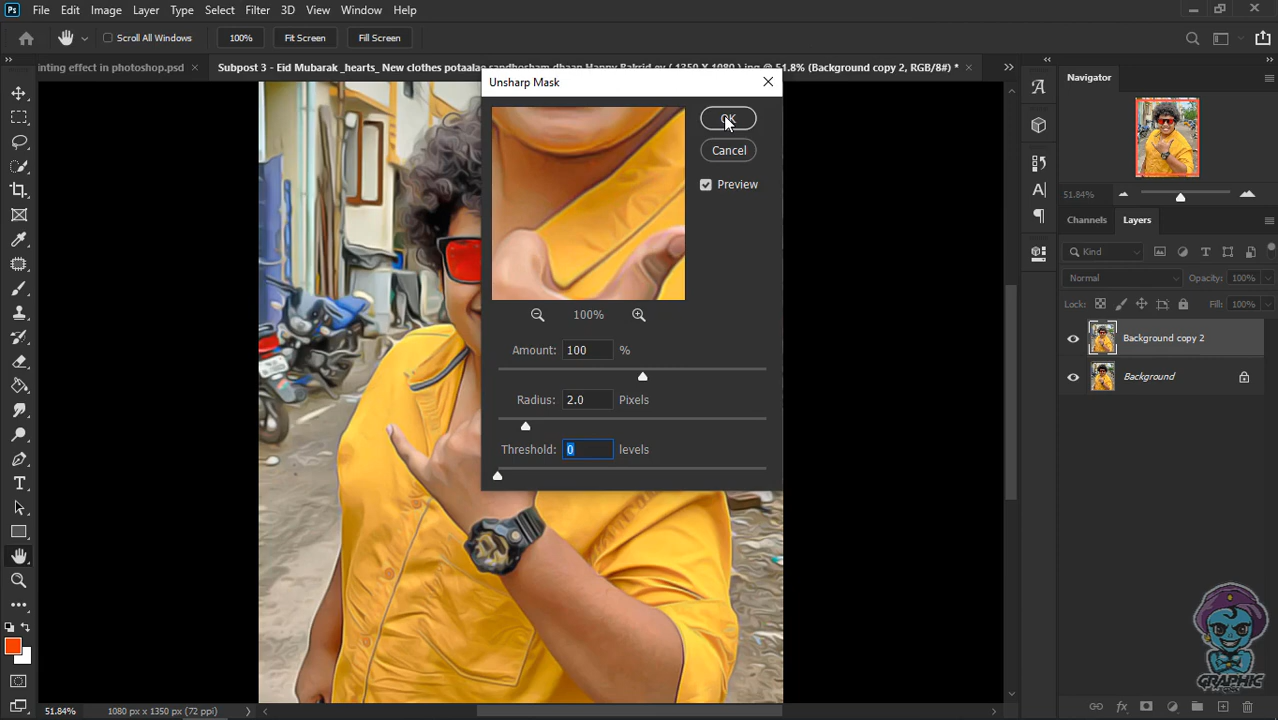 Ps File Edit Image Layer Type Select Filter 3D View Window Help
Scroll All Windows 100% Fit Screen Fill Screen
inting effect in photoshop.psd × Subpost 3 - Eid Mubarak _hearts_ New clothes potaalae sandhosham dhaan Happy Bakrid ey ( 1350 X 1080 ).jpg @ 51.8% (Background copy 2, RGB/8#) * ×
Unsharp Mask
OK
Cancel
Preview
100%
Amount: 100 %
Radius: 2.0 Pixels
Threshold: 0 levels
Navigator
51.84%
Channels Layers
Kind
Normal Opacity: 100%
Lock: Fill: 100%
Background copy 2
Background
GRAPHIC
51.84% 1080 px x 1350 px (72 ppi)